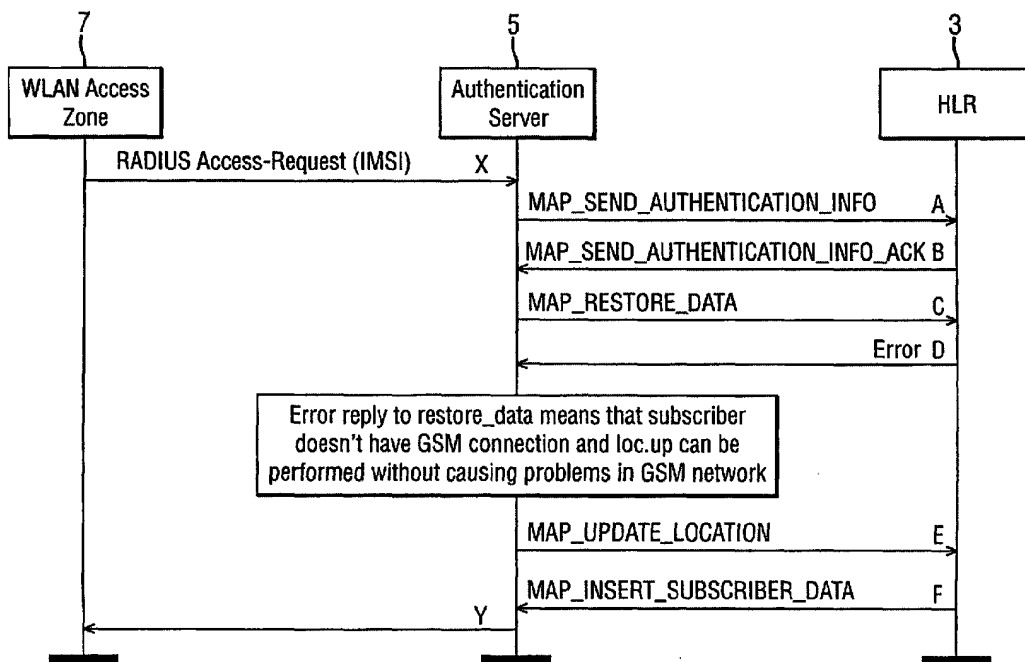 7
5
3
WLAN Access
Zone
Authentication
Server
HLR
RADIUS Access-Request (IMSI) X
MAP_SEND_AUTHENTICATION_INFO A
MAP_SEND_AUTHENTICATION_INFO_ACK B
MAP_RESTORE_DATA C
Error D
Error reply to restore_data means that subscriber
doesn't have GSM connection and loc.up can be
performed without causing problems in GSM network
MAP_UPDATE_LOCATION E
MAP_INSERT_SUBSCRIBER_DATA F
Y